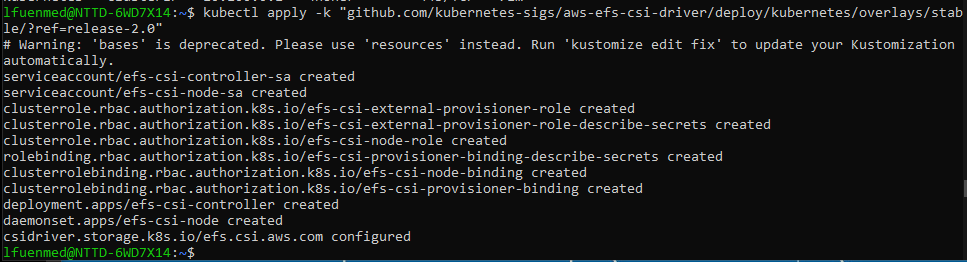 lfuenmed@NTTD-6WD7X14:~$ kubectl apply -k "github.com/kubernetes-sigs/aws-efs-csi-driver/deploy/kubernetes/overlays/stab
le/?ref=release-2.0"
# Warning: 'bases' is deprecated. Please use 'resources' instead. Run 'kustomize edit fix' to update your Kustomization
automatically.
serviceaccount/efs-csi-controller-sa created
serviceaccount/efs-csi-node-sa created
clusterrole.rbac.authorization.k8s.io/efs-csi-external-provisioner-role created
clusterrole.rbac.authorization.k8s.io/efs-csi-external-provisioner-role-describe-secrets created
clusterrole.rbac.authorization.k8s.io/efs-csi-node-role created
rolebinding.rbac.authorization.k8s.io/efs-csi-provisioner-binding-describe-secrets created
clusterrolebinding.rbac.authorization.k8s.io/efs-csi-node-binding created
clusterrolebinding.rbac.authorization.k8s.io/efs-csi-provisioner-binding created
deployment.apps/efs-csi-controller created
daemonset.apps/efs-csi-node created
csidriver.storage.k8s.io/efs.csi.aws.com configured
lfuenmed@NTTD-6WD7X14:~$